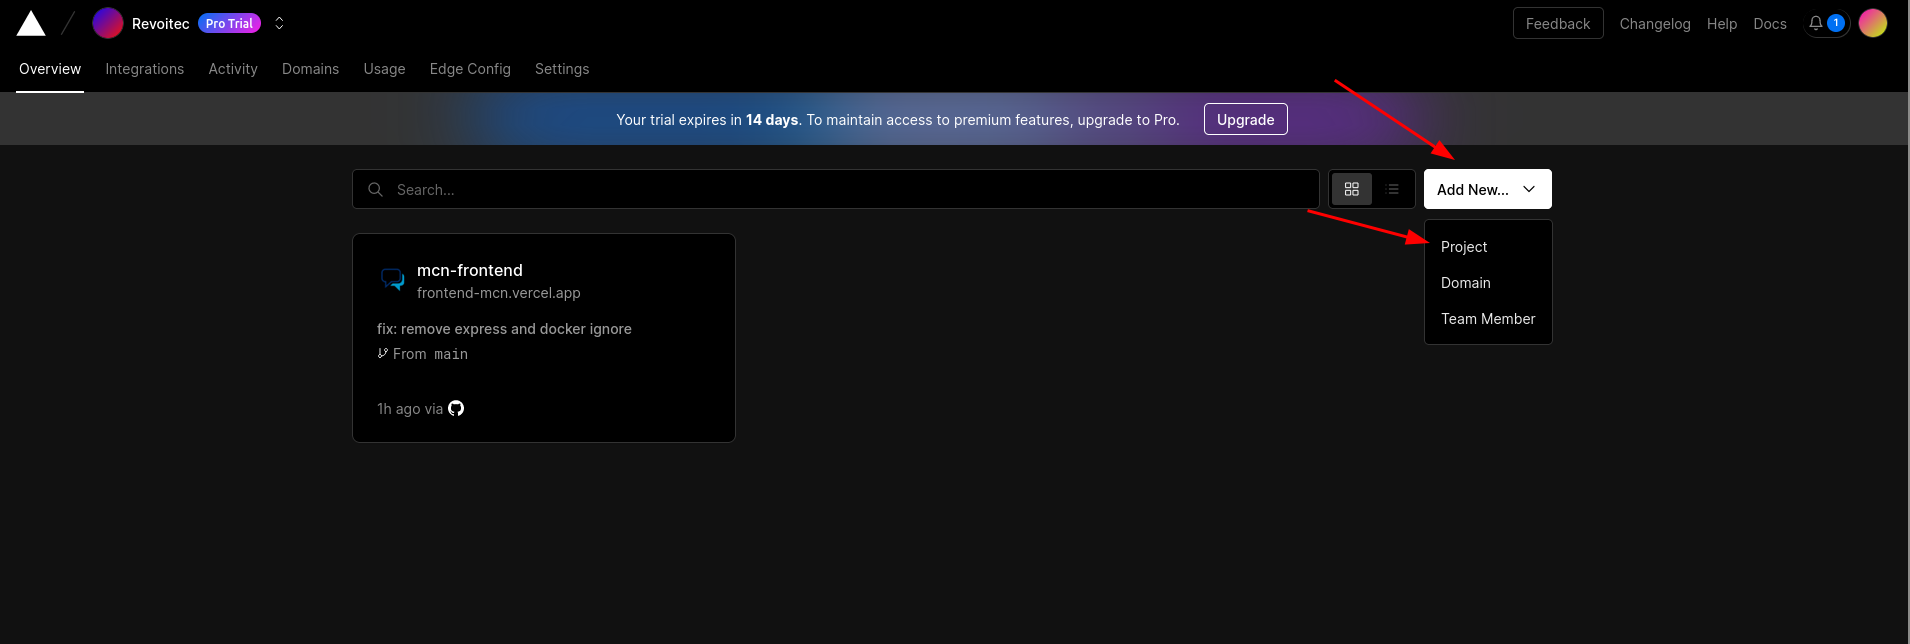 Revoitec Pro Trial Feedback Changelog Help Docs 1
Overview Integrations Activity Domains Usage Edge Config Settings
Your trial expires in 14 days. To maintain access to premium features, upgrade to Pro. Upgrade
Search... Add New...
Project
Domain
Team Member
mcn-frontend
frontend-mcn.vercel.app
fix: remove express and docker ignore
From main
1h ago via